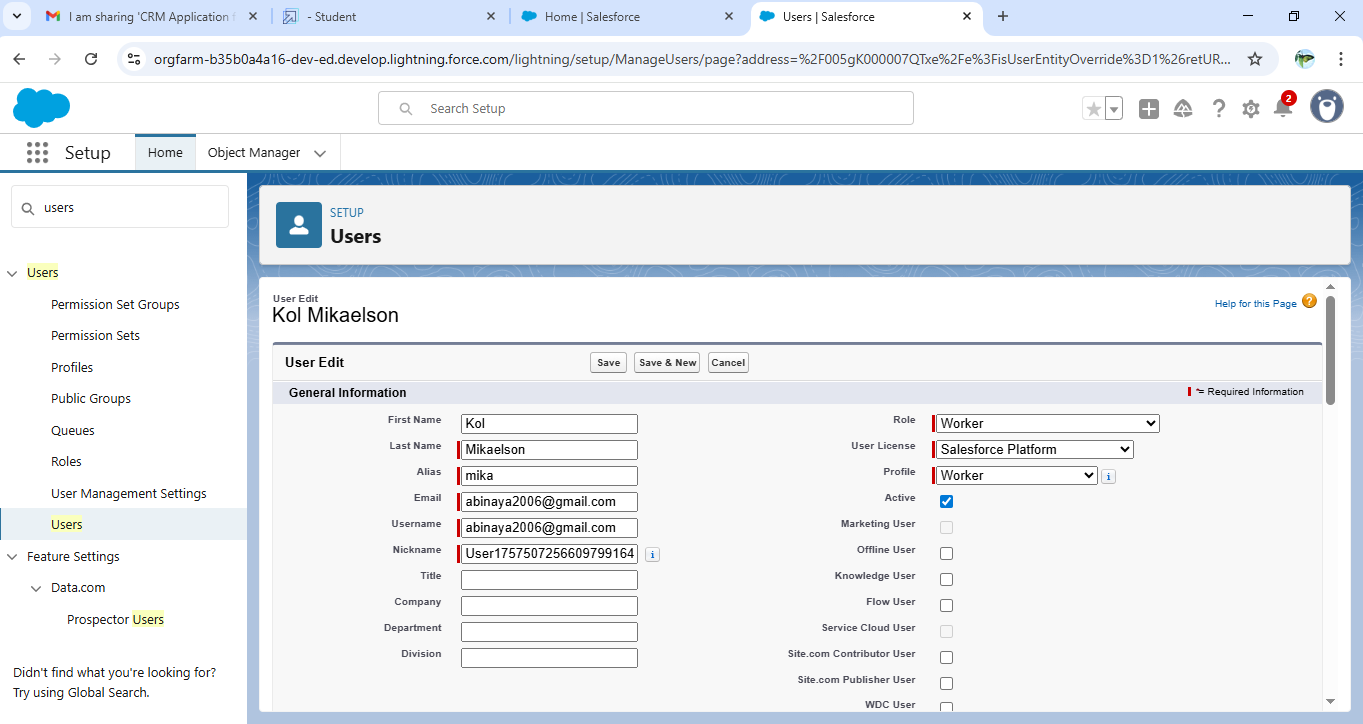 I am sharing 'CRM Application f
- Student
Home | Salesforce
Users | Salesforce
orgfarm-b35b0a4a16-dev-ed.develop.lightning.force.com/lightning/setup/ManageUsers/page?address=%2F005gK000007QTxe%2Fe%3FisUserEntityOverride%3D1%26retUR...
Search Setup
2
Setup
Home
Object Manager
users
Users
Permission Set Groups
Permission Sets
Profiles
Public Groups
Queues
Roles
User Management Settings
Users
Feature Settings
Data.com
Prospector Users
Didn't find what you're looking for?
Try using Global Search.
SETUP
Users
User Edit
Kol Mikaelson
Help for this Page ?
User Edit
Save
Save & New
Cancel
General Information
= Required Information
First Name Kol
Last Name Mikaelson
Alias mika
Email abinaya2006@gmail.com
Username abinaya2006@gmail.com
Nickname User1757507256609799164 i
Title
Company
Department
Division
Role Worker
User License Salesforce Platform
Profile Worker i
Active
Marketing User
Offline User
Knowledge User
Flow User
Service Cloud User
Site.com Contributor User
Site.com Publisher User
WDC User